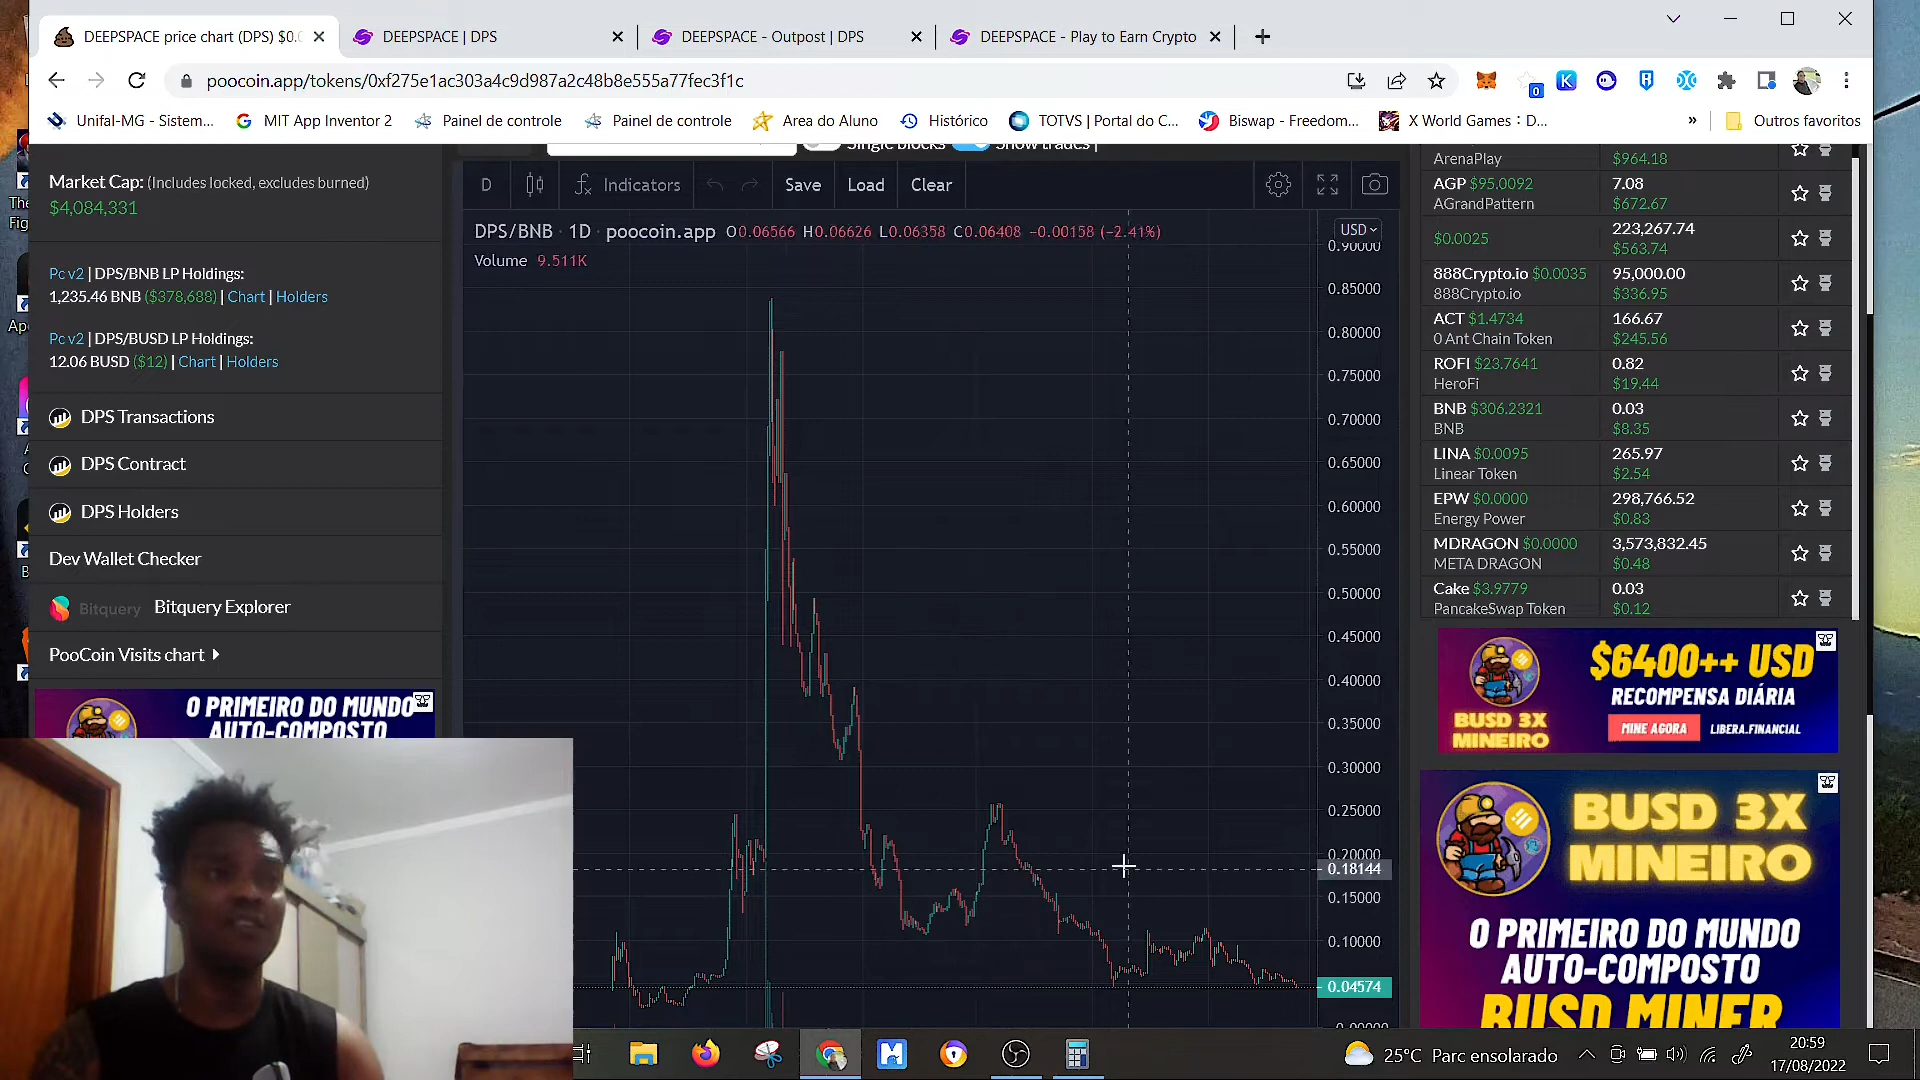 DEEPSPACE price chart (DPS) $0.0
DEEPSPACE | DPS
DEEPSPACE - Outpost | DPS
DEEPSPACE - Play to Earn Crypto
poocoin.app/tokens/0xf275e1ac303a4c9d987a2c48b8e555a77fec3f1c
0
Unifal-MG - Sistem...
MIT App Inventor 2
Painel de controle
Painel de controle
Area do Aluno
Histórico
TOTVS | Portal do C...
Biswap - Freedom...
X World Games : D...
»
Outros favoritos
Market Cap: (Includes locked, excludes burned)
$4,084,331
Pc v2 | DPS/BNB LP Holdings:
1,235.46 BNB ($378,688) | Chart | Holders
Pc v2 | DPS/BUSD LP Holdings:
12.06 BUSD ($12) | Chart | Holders
DPS Transactions
DPS Contract
DPS Holders
Dev Wallet Checker
Bitquery Bitquery Explorer
PooCoin Visits chart
O PRIMEIRO DO MUNDO
AUTO-COMPOSTO
Single blocks Show trades |
D
Indicators
Save
Load
Clear
DPS/BNB · 1D · poocoin.app O0.06566 H0.06626 L0.06358 C0.06408 −0.00158 (−2.41%)
Volume 9.511K
USD
0.90000
0.85000
0.80000
0.75000
0.70000
0.65000
0.60000
0.55000
0.50000
0.45000
0.40000
0.35000
0.30000
0.25000
0.20000
0.18144
0.15000
0.10000
0.04574
0.00000
ArenaPlay $964.18
AGP $95.0092 7.08
AGrandPattern $672.67
$0.0025 223,267.74
$563.74
888Crypto.io $0.0035 95,000.00
888Crypto.io $336.95
ACT $1.4734 166.67
0 Ant Chain Token $245.56
ROFI $23.7641 0.82
HeroFi $19.44
BNB $306.2321 0.03
BNB $8.35
LINA $0.0095 265.97
Linear Token $2.54
EPW $0.0000 298,766.52
Energy Power $0.83
MDRAGON $0.0000 3,573,832.45
META DRAGON $0.48
Cake $3.9779 0.03
PancakeSwap Token $0.12
BUSD 3X
MINEIRO
$6400++ USD
RECOMPENSA DIÁRIA
MINE AGORA LIBERA.FINANCIAL
BUSD 3X
MINEIRO
O PRIMEIRO DO MUNDO
AUTO-COMPOSTO
BUSD MINER
25°C Parc ensolarado
20:59
17/08/2022